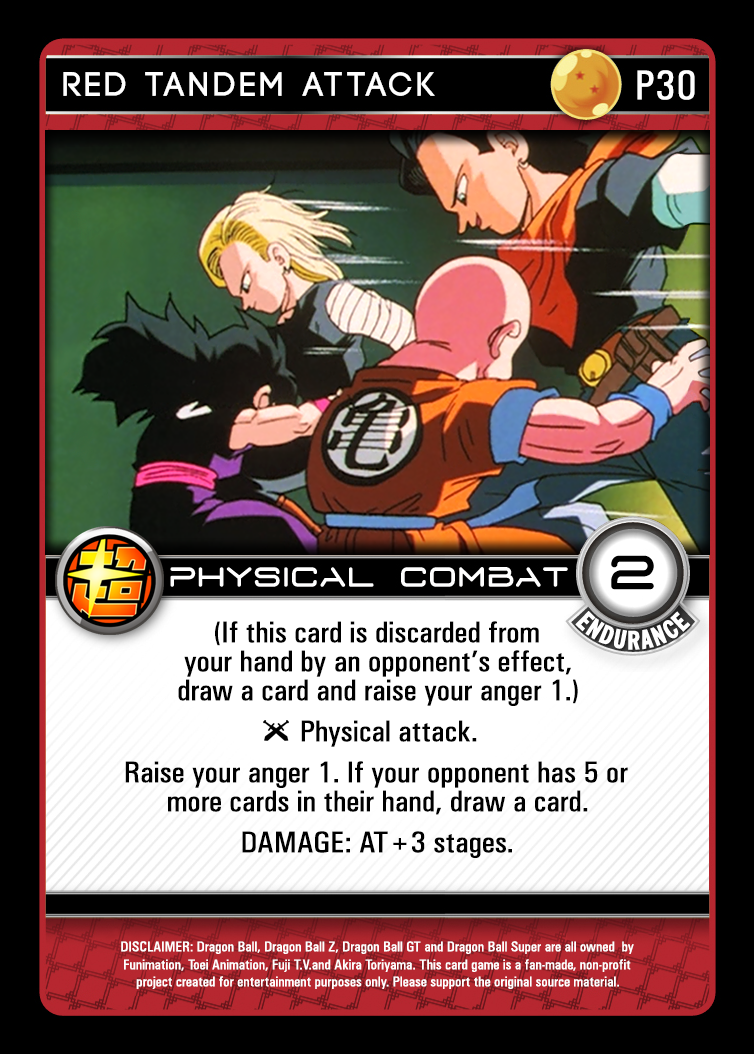 RED TANDEM ATTACK P30
亀
PHYSICAL COMBAT 2
ENDURANCE
(If this card is discarded from
your hand by an opponent's effect,
draw a card and raise your anger 1.)
Physical attack.
Raise your anger 1. If your opponent has 5 or
more cards in their hand, draw a card.
DAMAGE: AT+3 stages.
DISCLAIMER: Dragon Ball, Dragon Ball Z, Dragon Ball GT and Dragon Ball Super are all owned by
Funimation, Toei Animation, Fuji T.V.and Akira Toriyama. This card game is a fan-made, non-profit
project created for entertainment purposes only. Please support the original source material.